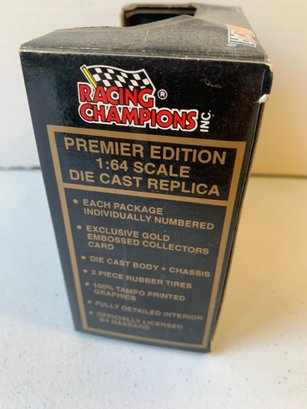 RACING ®
CHAMPIONS INC.
PREMIER EDITION
1:64 SCALE
DIE CAST REPLICA
• EACH PACKAGE
INDIVIDUALLY NUMBERED
• EXCLUSIVE GOLD
EMBOSSED COLLECTORS
CARD
• DIE CAST BODY • CHASSIS
• 2 PIECE RUBBER TIRES
• 100% TAMPO PRINTED
GRAPHICS
• FULLY DETAILED INTERIOR
• OFFICIALLY LICENSED
BY NASCAR®